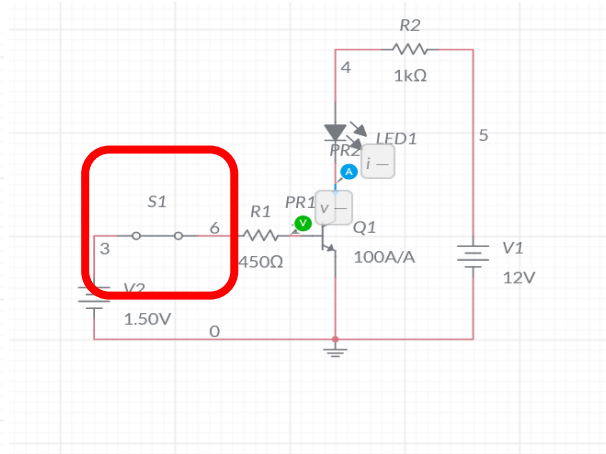 R2
4
1kΩ
5
LED1
PR2
i —
A
S1
6
R1
PR1
v —
V
Q1
3
450Ω
100A/A
V1
12V
V2
1.50V
0